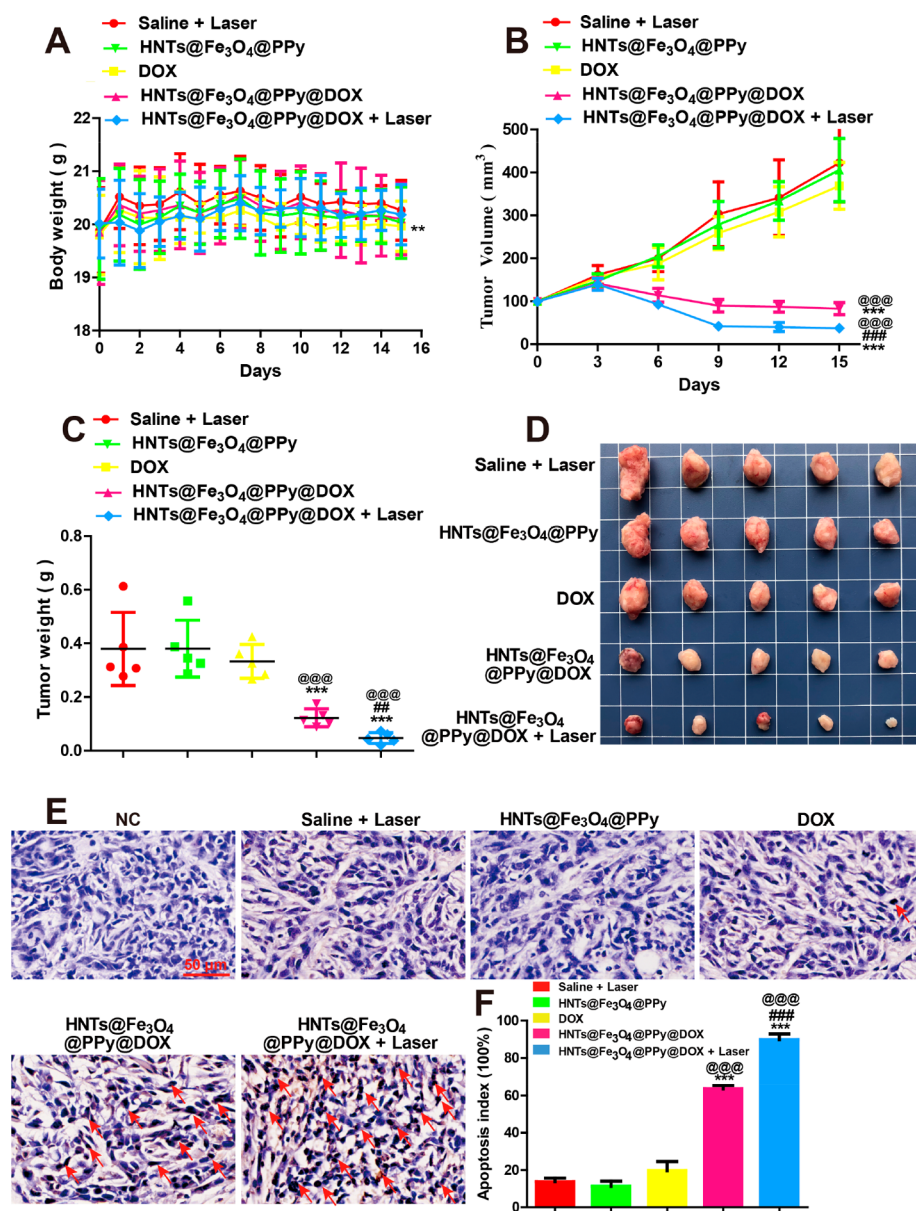 A
Saline + Laser
HNTs@Fe₃O₄@PPy
DOX
HNTs@Fe₃O₄@PPy@DOX
HNTs@Fe₃O₄@PPy@DOX + Laser
Body weight ( g )
22
21
20
19
18
0 2 4 6 8 10 12 14 16
Days
**
B
Saline + Laser
HNTs@Fe₃O₄@PPy
DOX
HNTs@Fe₃O₄@PPy@DOX
HNTs@Fe₃O₄@PPy@DOX + Laser
Tumor Volume ( mm³ )
500
400
300
200
100
0
0 3 6 9 12 15
Days
@@@
***
@@@
###
***
C
Saline + Laser
HNTs@Fe₃O₄@PPy
DOX
HNTs@Fe₃O₄@PPy@DOX
HNTs@Fe₃O₄@PPy@DOX + Laser
Tumor weight ( g )
0.8
0.6
0.4
0.2
0.0
@@@
***
@@@
##
***
D
Saline + Laser
HNTs@Fe₃O₄@PPy
DOX
HNTs@Fe₃O₄
@PPy@DOX
HNTs@Fe₃O₄
@PPy@DOX + Laser
E
NC
Saline + Laser
HNTs@Fe₃O₄@PPy
DOX
50 μm
HNTs@Fe₃O₄
@PPy@DOX
HNTs@Fe₃O₄
@PPy@DOX + Laser
F
Saline + Laser
HNTs@Fe₃O₄@PPy
DOX
HNTs@Fe₃O₄@PPy@DOX
HNTs@Fe₃O₄@PPy@DOX + Laser
Apoptosis index (100%)
100
80
60
40
20
0
@@@
***
@@@
###
***